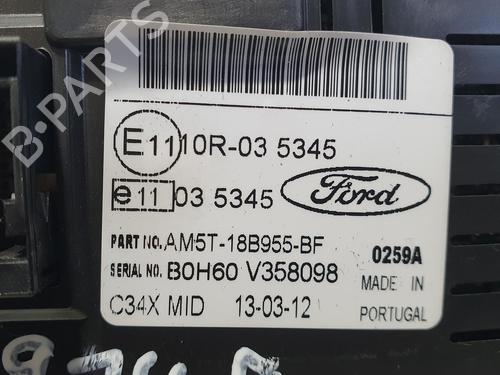 B-PARTS
E11 10R-03 5345
e11 03 5345
Ford
PART NO. AM5T-18B955-BF
0259A
SERIAL NO. B0H60 V358098
MADE IN
PORTUGAL
C34X MID 13-03-12